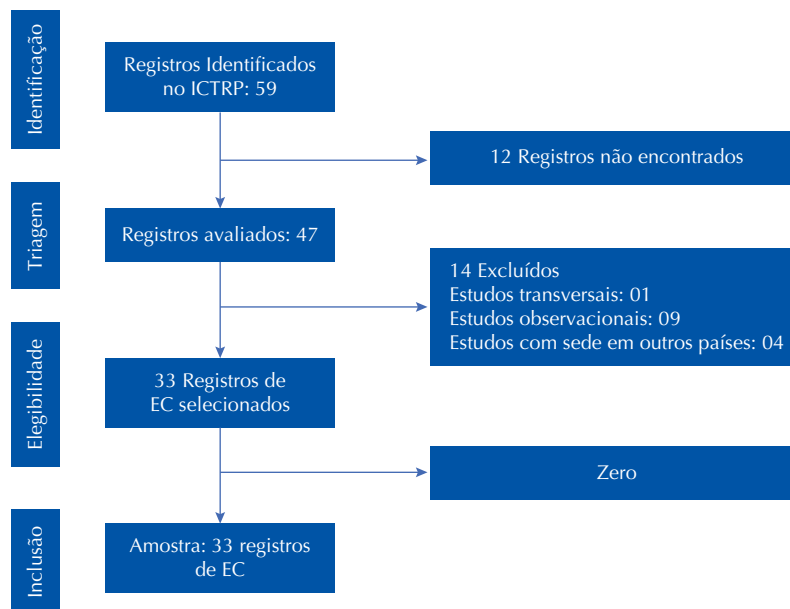 Identificação
Registros Identificados
no ICTRP: 59
12 Registros não encontrados
Triagem
Registros avaliados: 47
14 Excluídos
Estudos transversais: 01
Estudos observacionais: 09
Estudos com sede em outros países: 04
Elegibilidade
33 Registros de
EC selecionados
Zero
Inclusão
Amostra: 33 registros
de EC